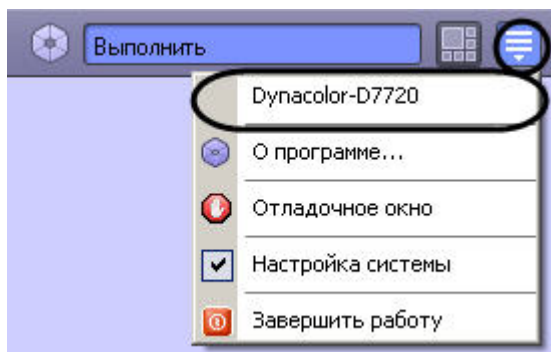 Выполнить
Dynacolor-D7720
О программе...
Отладочное окно
Настройка системы
Завершить работу